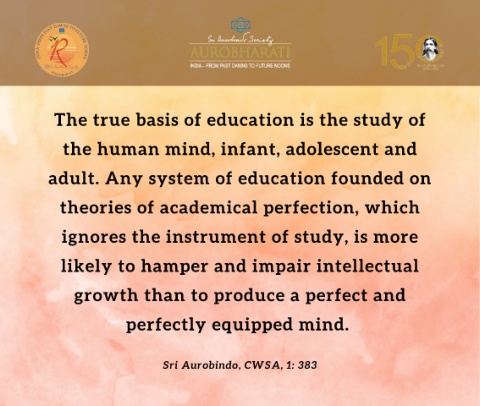 Sri Aurobindo Society
AUROBHARATI
INDIA—FROM PAST DAWNS TO FUTURE NOONS
R
150
The true basis of education is the study of
the human mind, infant, adolescent and
adult. Any system of education founded on
theories of academical perfection, which
ignores the instrument of study, is more
likely to hamper and impair intellectual
growth than to produce a perfect and
perfectly equipped mind.
Sri Aurobindo, CWSA, 1: 383